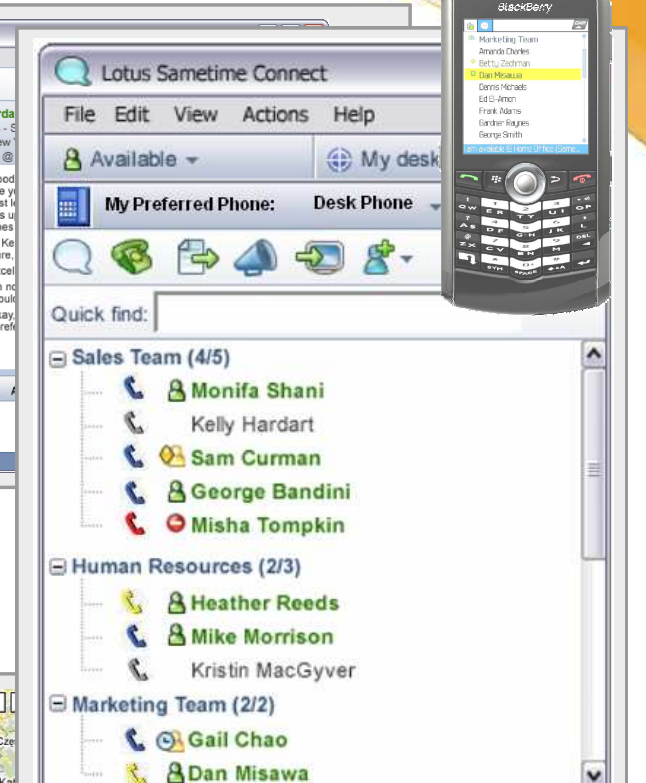 BlackBerry
Marketing Team
Amanda Charles
Betty Zechman
Dan Misawa
Dennis Michaels
Ed El-Amon
Frank Adams
Gardner Raynes
George Smith
Lotus Sametime Connect
File Edit View Actions Help
Available
My desk
My Preferred Phone: Desk Phone
Quick find:
Sales Team (4/5)
Monifa Shani
Kelly Hardart
Sam Curman
George Bandini
Misha Tompkin
Human Resources (2/3)
Heather Reeds
Mike Morrison
Kristin MacGyver
Marketing Team (2/2)
Gail Chao
Dan Misawa